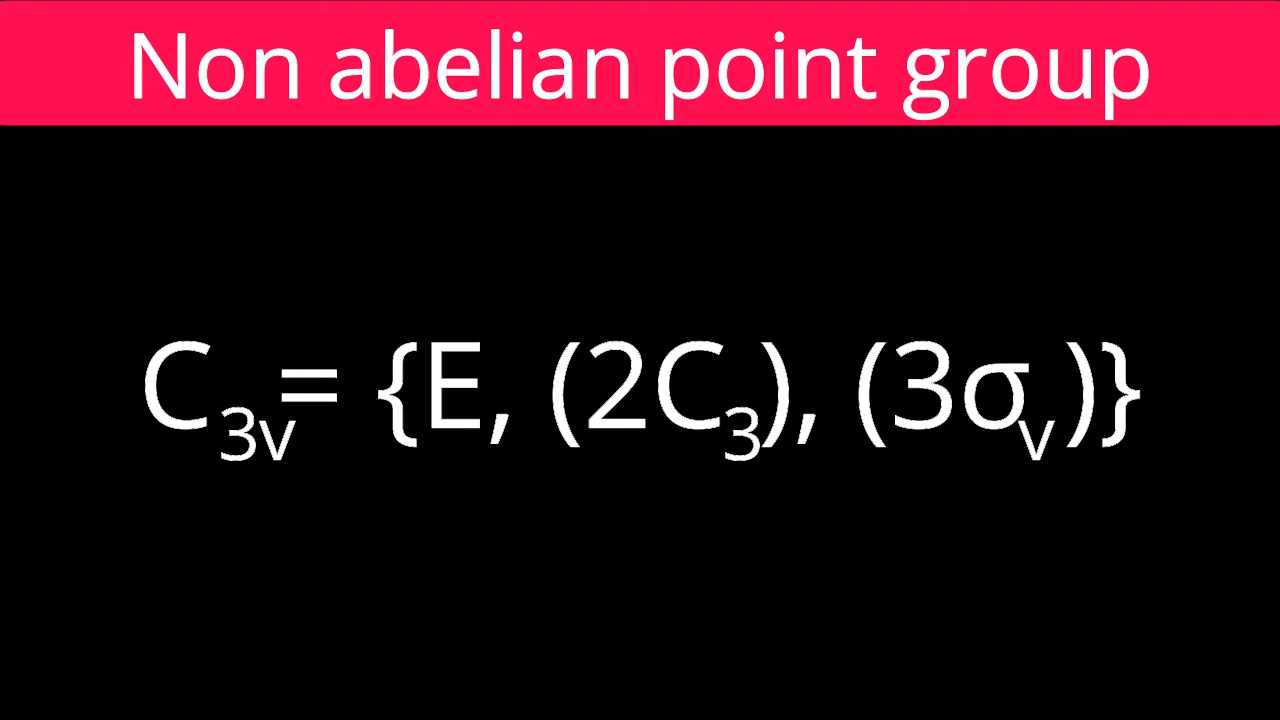 Non abelian point group
C₃ᵥ= {E, (2C₃), (3σᵥ)}